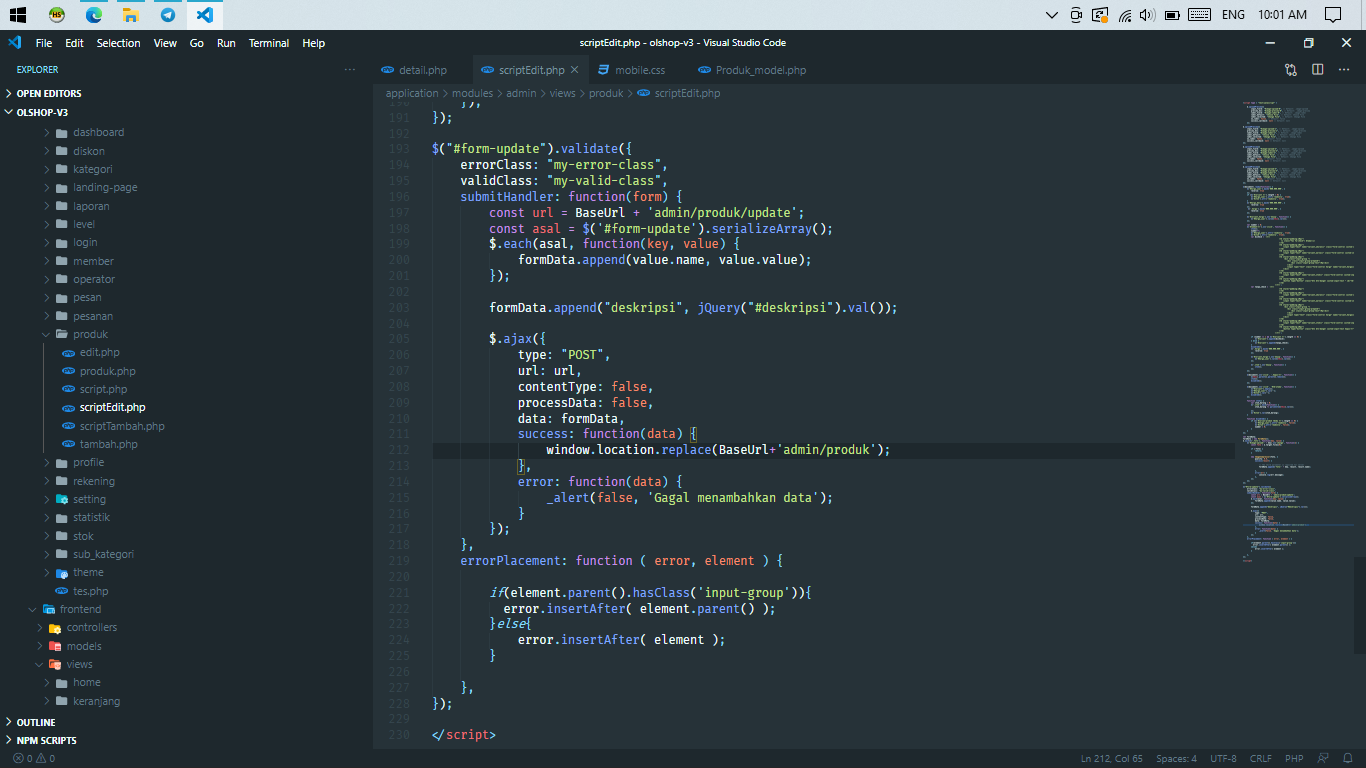 ENG 10:01 AM
File Edit Selection View Go Run Terminal Help
scriptEdit.php - olshop-v3 - Visual Studio Code
EXPLORER
OPEN EDITORS
OLSHOP-V3
dashboard
diskon
kategori
landing-page
laporan
level
login
member
operator
pesan
pesanan
produk
edit.php
produk.php
script.php
scriptEdit.php
scriptTambah.php
tambah.php
profile
rekening
setting
statistik
stok
sub_kategori
theme
tes.php
frontend
controllers
models
views
home
keranjang
OUTLINE
NPM SCRIPTS
0 0
detail.php scriptEdit.php mobile.css Produk_model.php
application > modules > admin > views > produk > scriptEdit.php
190 });
191 });
192
193 $("#form-update").validate({
194 errorClass: "my-error-class",
195 validClass: "my-valid-class",
196 submitHandler: function(form) {
197 const url = BaseUrl + 'admin/produk/update';
198 const asal = $('#form-update').serializeArray();
199 $.each(asal, function(key, value) {
200 formData.append(value.name, value.value);
201 });
202
203 formData.append("deskripsi", jQuery("#deskripsi").val());
204
205 $.ajax({
206 type: "POST",
207 url: url,
208 contentType: false,
209 processData: false,
210 data: formData,
211 success: function(data) {
212 window.location.replace(BaseUrl+'admin/produk');
213 },
214 error: function(data) {
215 _alert(false, 'Gagal menambahkan data');
216 }
217 });
218 },
219 errorPlacement: function ( error, element ) {
220
221 if(element.parent().hasClass('input-group')){
222 error.insertAfter( element.parent() );
223 }else{
224 error.insertAfter( element );
225 }
226
227 },
228 });
229
230 </script>
Ln 212, Col 65 Spaces: 4 UTF-8 CRLF PHP